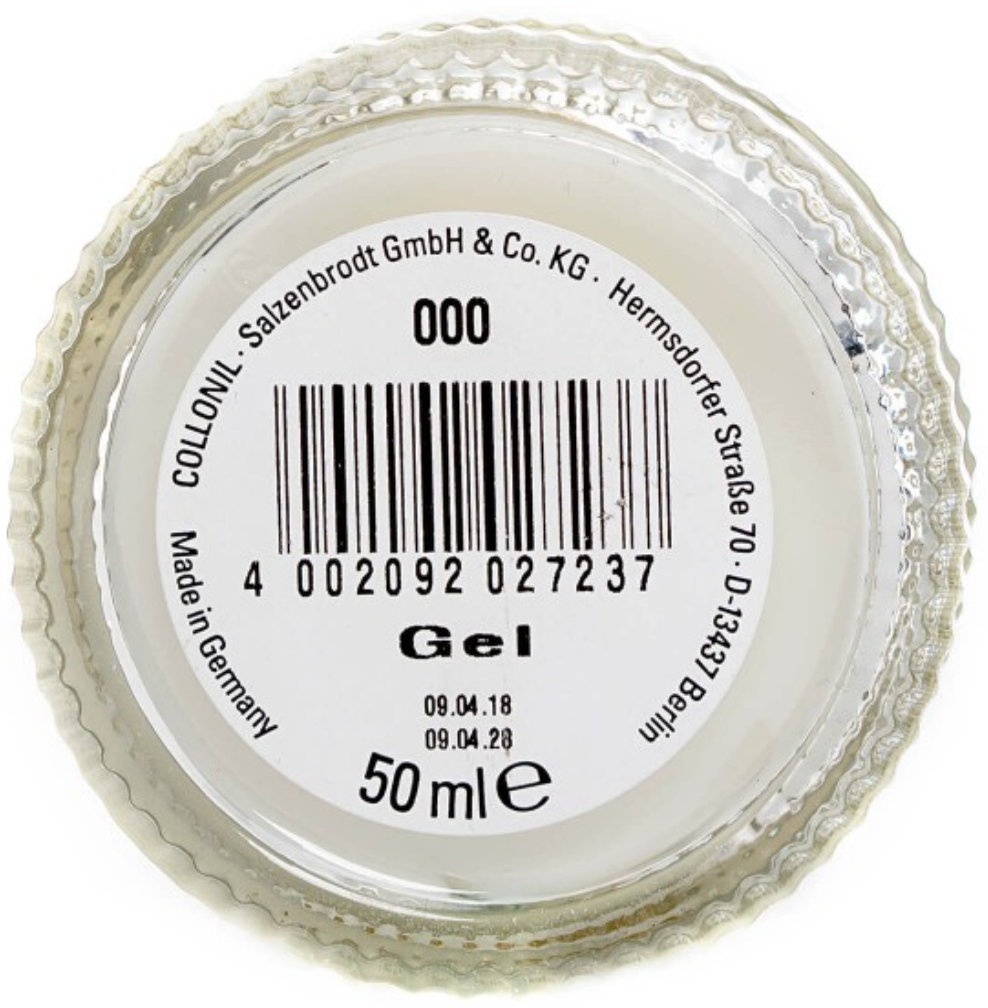 COLLONIL · Salzenbrodt GmbH & Co. KG · Hermsdorfer Straße 70 · D-13437 Berlin
000
4 002092 027237
Gel
09.04.18
09.04.28
50 ml e
Made in Germany